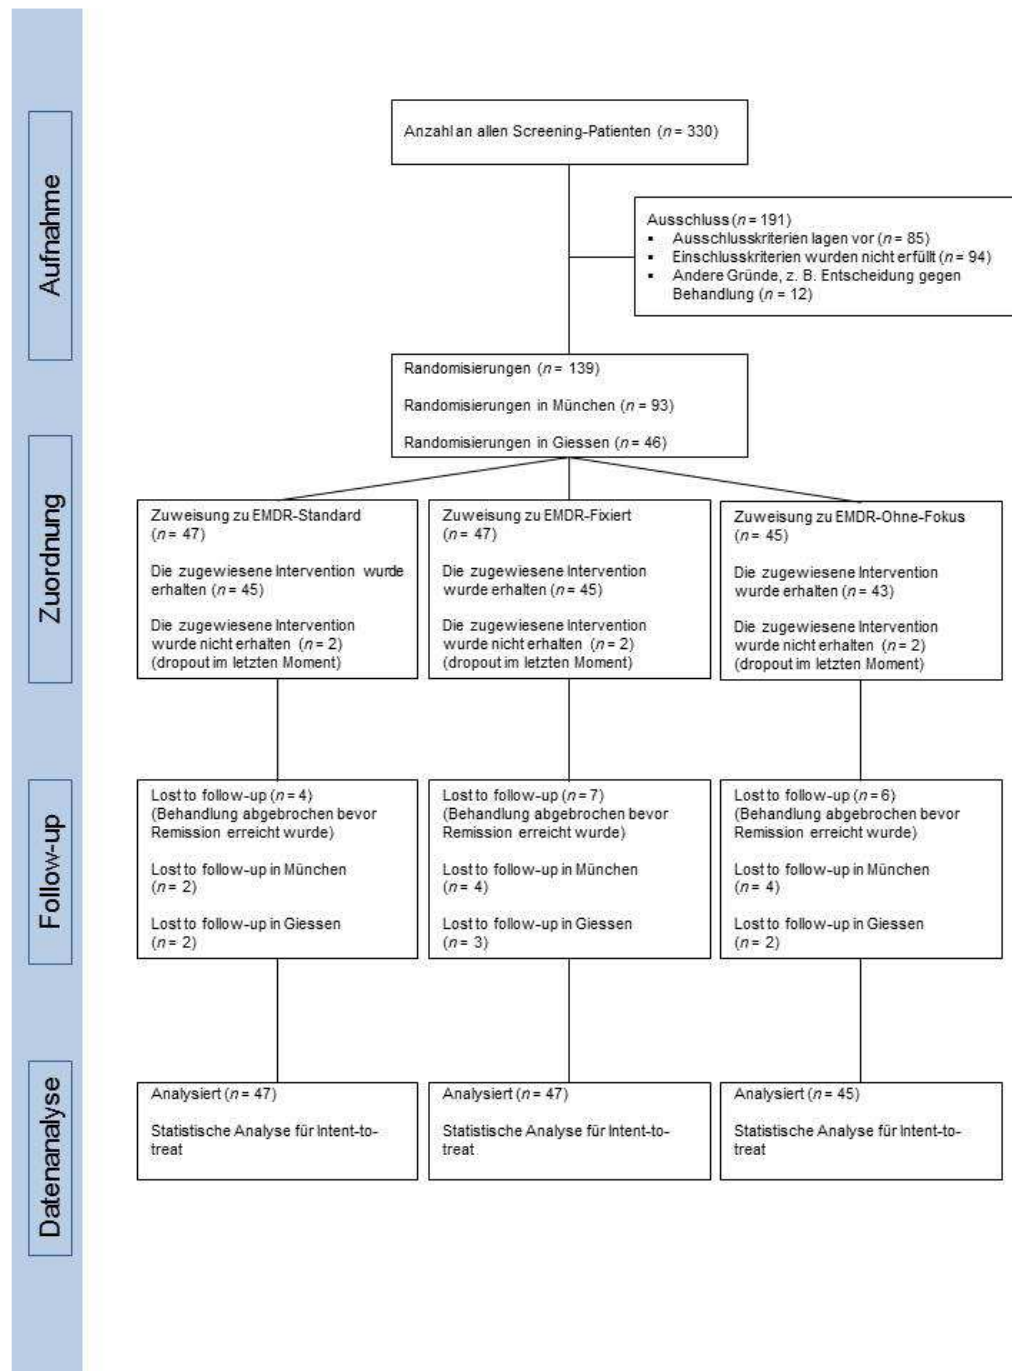 Aufnahme
Anzahl an allen Screening-Patienten (n = 330)
Ausschluss (n = 191)
▪ Ausschlusskriterien lagen vor (n = 85)
▪ Einschlusskriterien wurden nicht erfüllt (n = 94)
▪ Andere Gründe, z. B. Entscheidung gegen
Behandlung (n = 12)
Randomisierungen (n = 139)
Randomisierungen in München (n = 93)
Randomisierungen in Giessen (n = 46)
Zuordnung
Zuweisung zu EMDR-Standard
(n = 47)
Die zugewiesene Intervention wurde
erhalten (n = 45)
Die zugewiesene Intervention
wurde nicht erhalten (n = 2)
(dropout im letzten Moment)
Zuweisung zu EMDR-Fixiert
(n = 47)
Die zugewiesene Intervention
wurde erhalten (n = 45)
Die zugewiesene Intervention
wurde nicht erhalten (n = 2)
(dropout im letzten Moment)
Zuweisung zu EMDR-Ohne-Fokus
(n = 45)
Die zugewiesene Intervention
wurde erhalten (n = 43)
Die zugewiesene Intervention
wurde nicht erhalten (n = 2)
(dropout im letzten Moment)
Follow-up
Lost to follow-up (n = 4)
(Behandlung abgebrochen bevor
Remission erreicht wurde)
Lost to follow-up in München
(n = 2)
Lost to follow-up in Giessen
(n = 2)
Lost to follow-up (n = 7)
(Behandlung abgebrochen bevor
Remission erreicht wurde)
Lost to follow-up in München
(n = 4)
Lost to follow-up in Giessen
(n = 3)
Lost to follow-up (n = 6)
(Behandlung abgebrochen bevor
Remission erreicht wurde)
Lost to follow-up in München
(n = 4)
Lost to follow-up in Giessen
(n = 2)
Datenanalyse
Analysiert (n = 47)
Statistische Analyse für Intent-to-
treat
Analysiert (n = 47)
Statistische Analyse für Intent-to-
treat
Analysiert (n = 45)
Statistische Analyse für Intent-to-
treat